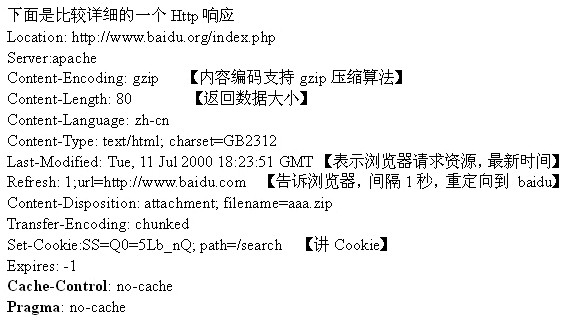 下面是比较详细的一个 Http 响应
Location: http://www.baidu.org/index.php
Server:apache
Content-Encoding: gzip 【内容编码支持 gzip 压缩算法】
Content-Length: 80 【返回数据大小】
Content-Language: zh-cn
Content-Type: text/html; charset=GB2312
Last-Modified: Tue, 11 Jul 2000 18:23:51 GMT 【表示浏览器请求资源，最新时间】
Refresh: 1;url=http://www.baidu.com 【告诉浏览器，间隔 1 秒，重定向到 baidu】
Content-Disposition: attachment; filename=aaa.zip
Transfer-Encoding: chunked
Set-Cookie:SS=Q0=5Lb_nQ; path=/search 【讲 Cookie】
Expires: -1
Cache-Control: no-cache
Pragma: no-cache